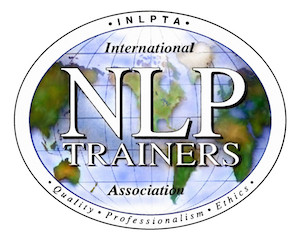 • INLPTA •
International
NLP
TRAINERS
Association
• Quality • Professionalism • Ethics •